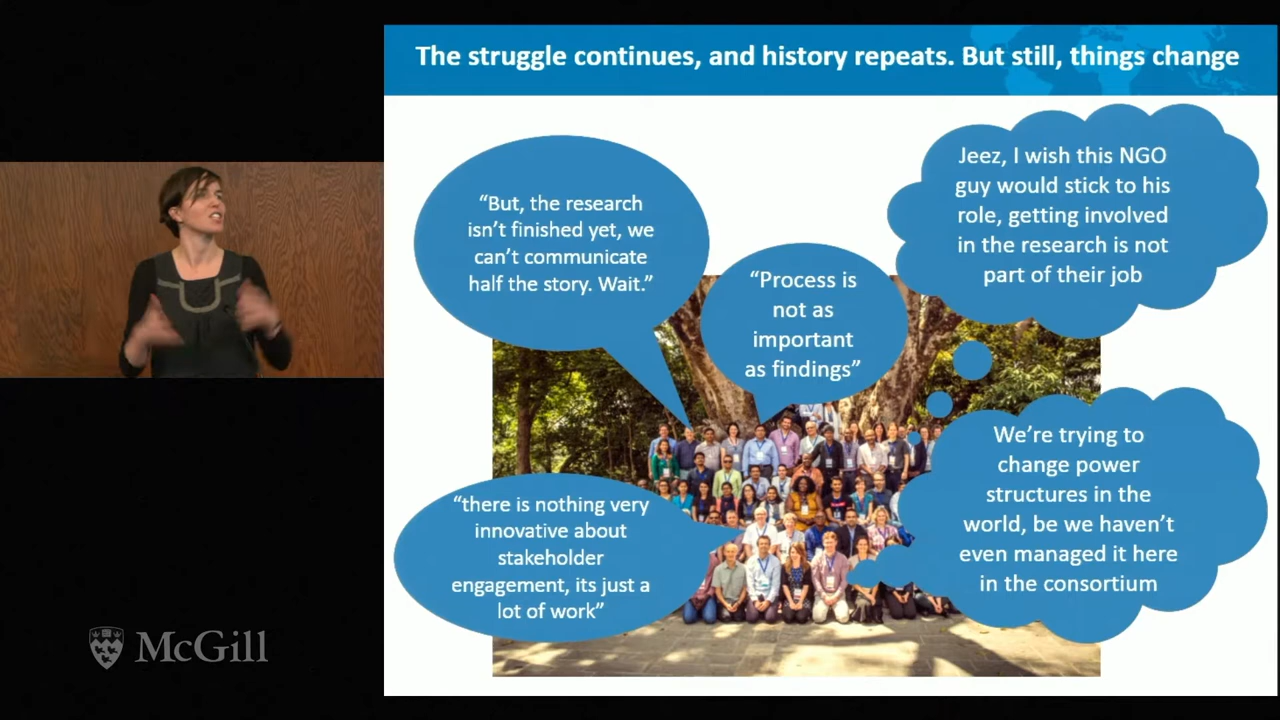 The struggle continues, and history repeats. But still, things change
“But, the research
isn’t finished yet, we
can’t communicate
half the story. Wait.”
“Process is
not as
important
as findings”
Jeez, I wish this NGO
guy would stick to his
role, getting involved
in the research is not
part of their job
“there is nothing very
innovative about
stakeholder
engagement, its just a
lot of work”
We’re trying to
change power
structures in the
world, be we haven’t
even managed it here
in the consortium
McGill